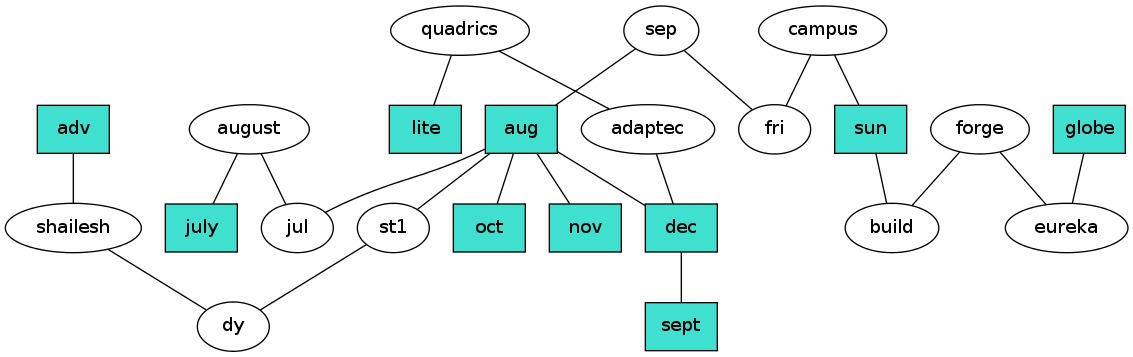 quadrics
sep
campus
adv
august
lite
aug
adaptec
fri
sun
forge
globe
shailesh
july
jul
st1
oct
nov
dec
build
eureka
dy
sept